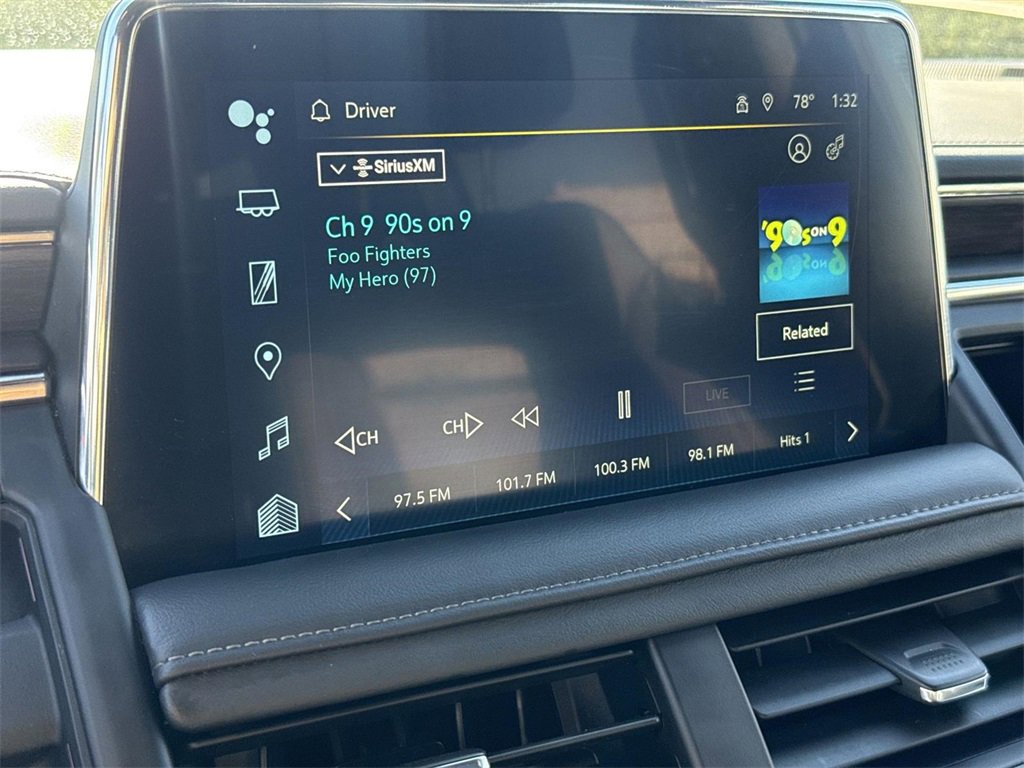 Driver
78° 1:32
SiriusXM
Ch 9 90s on 9
Foo Fighters
My Hero (97)
'90s ON 9
Related
CH
CH
LIVE
97.5 FM
101.7 FM
100.3 FM
98.1 FM
Hits 1